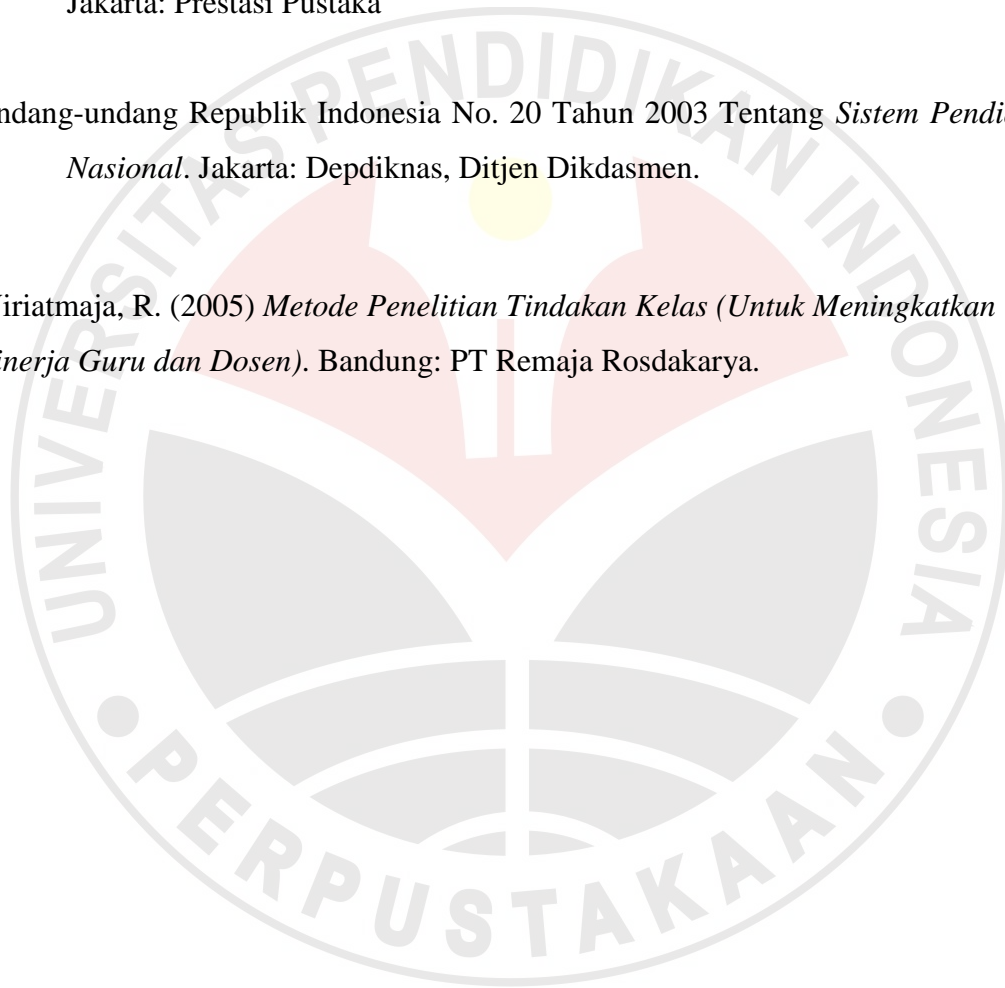 Jakarta: Prestasi Pustaka
ndang-undang Republik Indonesia No. 20 Tahun 2003 Tentang Sistem Pendi
Nasional. Jakarta: Depdiknas, Ditjen Dikdasmen.
iriatmaja, R. (2005) Metode Penelitian Tindakan Kelas (Untuk Meningkatkan
inerja Guru dan Dosen). Bandung: PT Remaja Rosdakarya.
UNIVERSITAS PENDIDIKAN INDONESIA
PERPUSTAKAAN